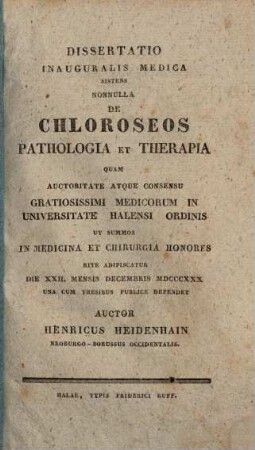 DISSERTATIO
INAUGURALIS MEDICA
SISTENS
NONNULLA
DE
CHLOROSEOS
PATHOLOGIA ET THERAPIA
QUAM
AUCTORITATE ATQUE CONSENSU
GRATIOSISSIMI MEDICORUM IN
UNIVERSITATE HALENSI ORDINIS
UT SUMMOS
IN MEDICINA ET CHIRURGIA HONORES
RITE ADIPISCATUR
DIE XXII. MENSIS DECEMBRIS MDCCCXXX.
UNA CUM THESIBUS PUBLICE DEFENDET
AUCTOR
HENRICUS HEIDENHAIN
NEOBURGO-BORUSSUS OCCIDENTALIS.
HALAE, TYPIS FRIDERICI RUFF.